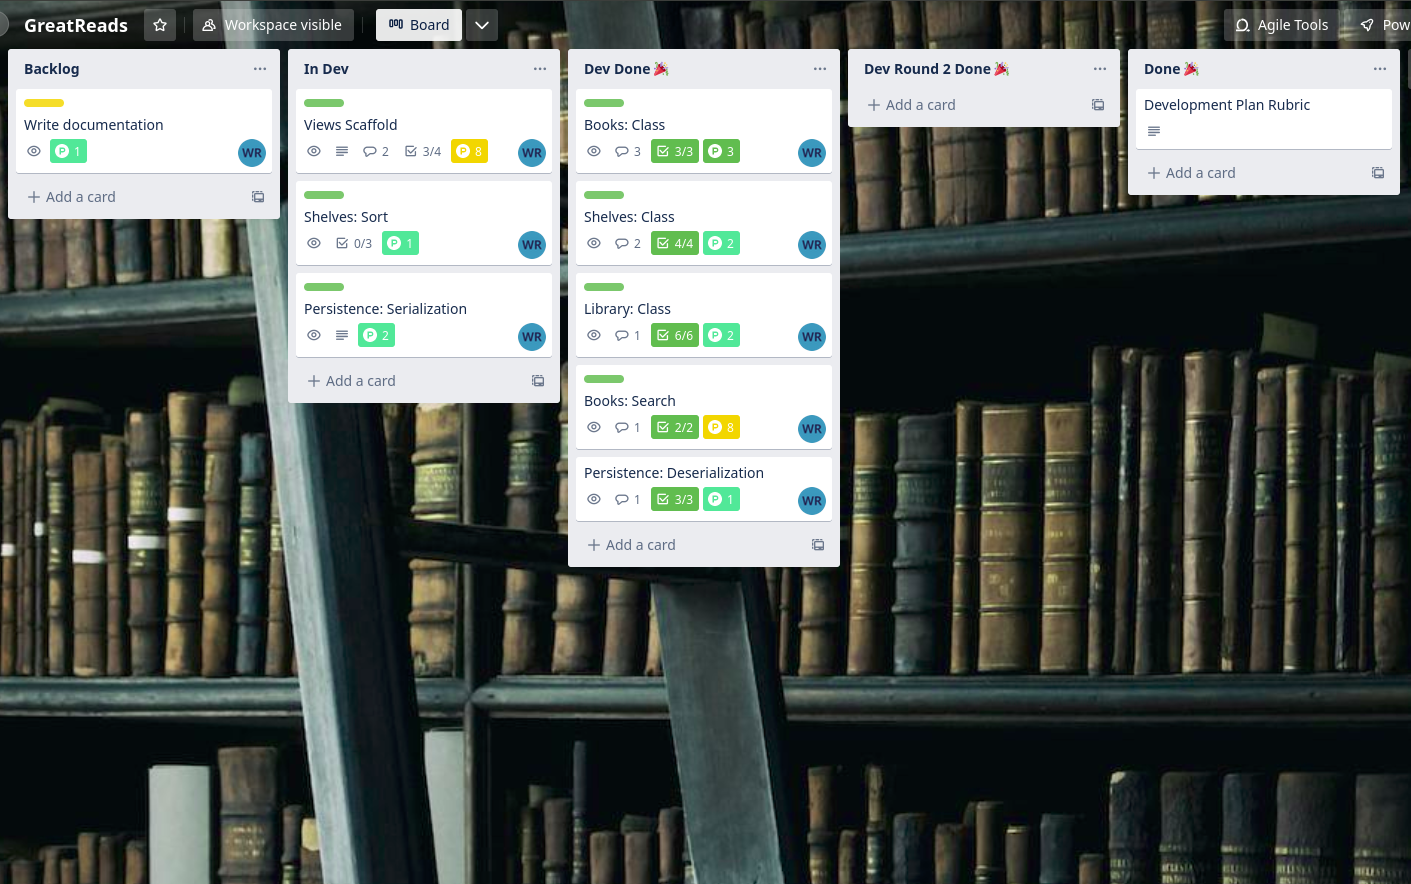 GreatReads Workspace visible Board Agile Tools Pow
Backlog
Write documentation
P 1 WR
Add a card
In Dev
Views Scaffold
2 3/4 P 8 WR
Shelves: Sort
0/3 P 1 WR
Persistence: Serialization
P 2 WR
Add a card
Dev Done 🎉
Books: Class
3 3/3 P 3 WR
Shelves: Class
2 4/4 P 2 WR
Library: Class
1 6/6 P 2 WR
Books: Search
1 2/2 P 8 WR
Persistence: Deserialization
1 3/3 P 1 WR
Add a card
Dev Round 2 Done 🎉
Add a card
Done 🎉
Development Plan Rubric
Add a card